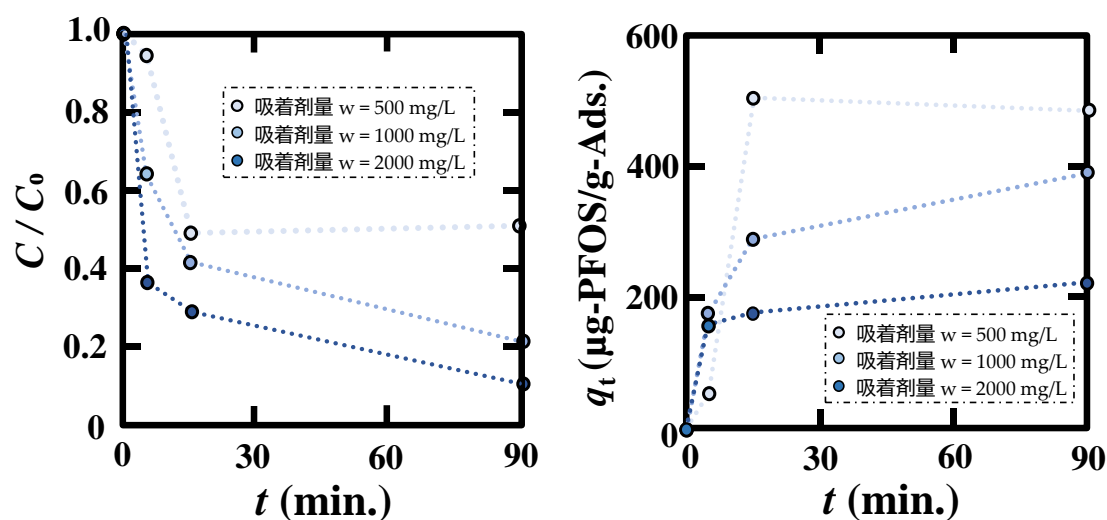 1.0
0.8
0.6
0.4
0.2
0
C / C₀
0
30
60
90
t (min.)
吸着剤量 w = 500 mg/L
吸着剤量 w = 1000 mg/L
吸着剤量 w = 2000 mg/L
600
400
200
0
qt (μg-PFOS/g-Ads.)
0
30
60
90
t (min.)
吸着剤量 w = 500 mg/L
吸着剤量 w = 1000 mg/L
吸着剤量 w = 2000 mg/L